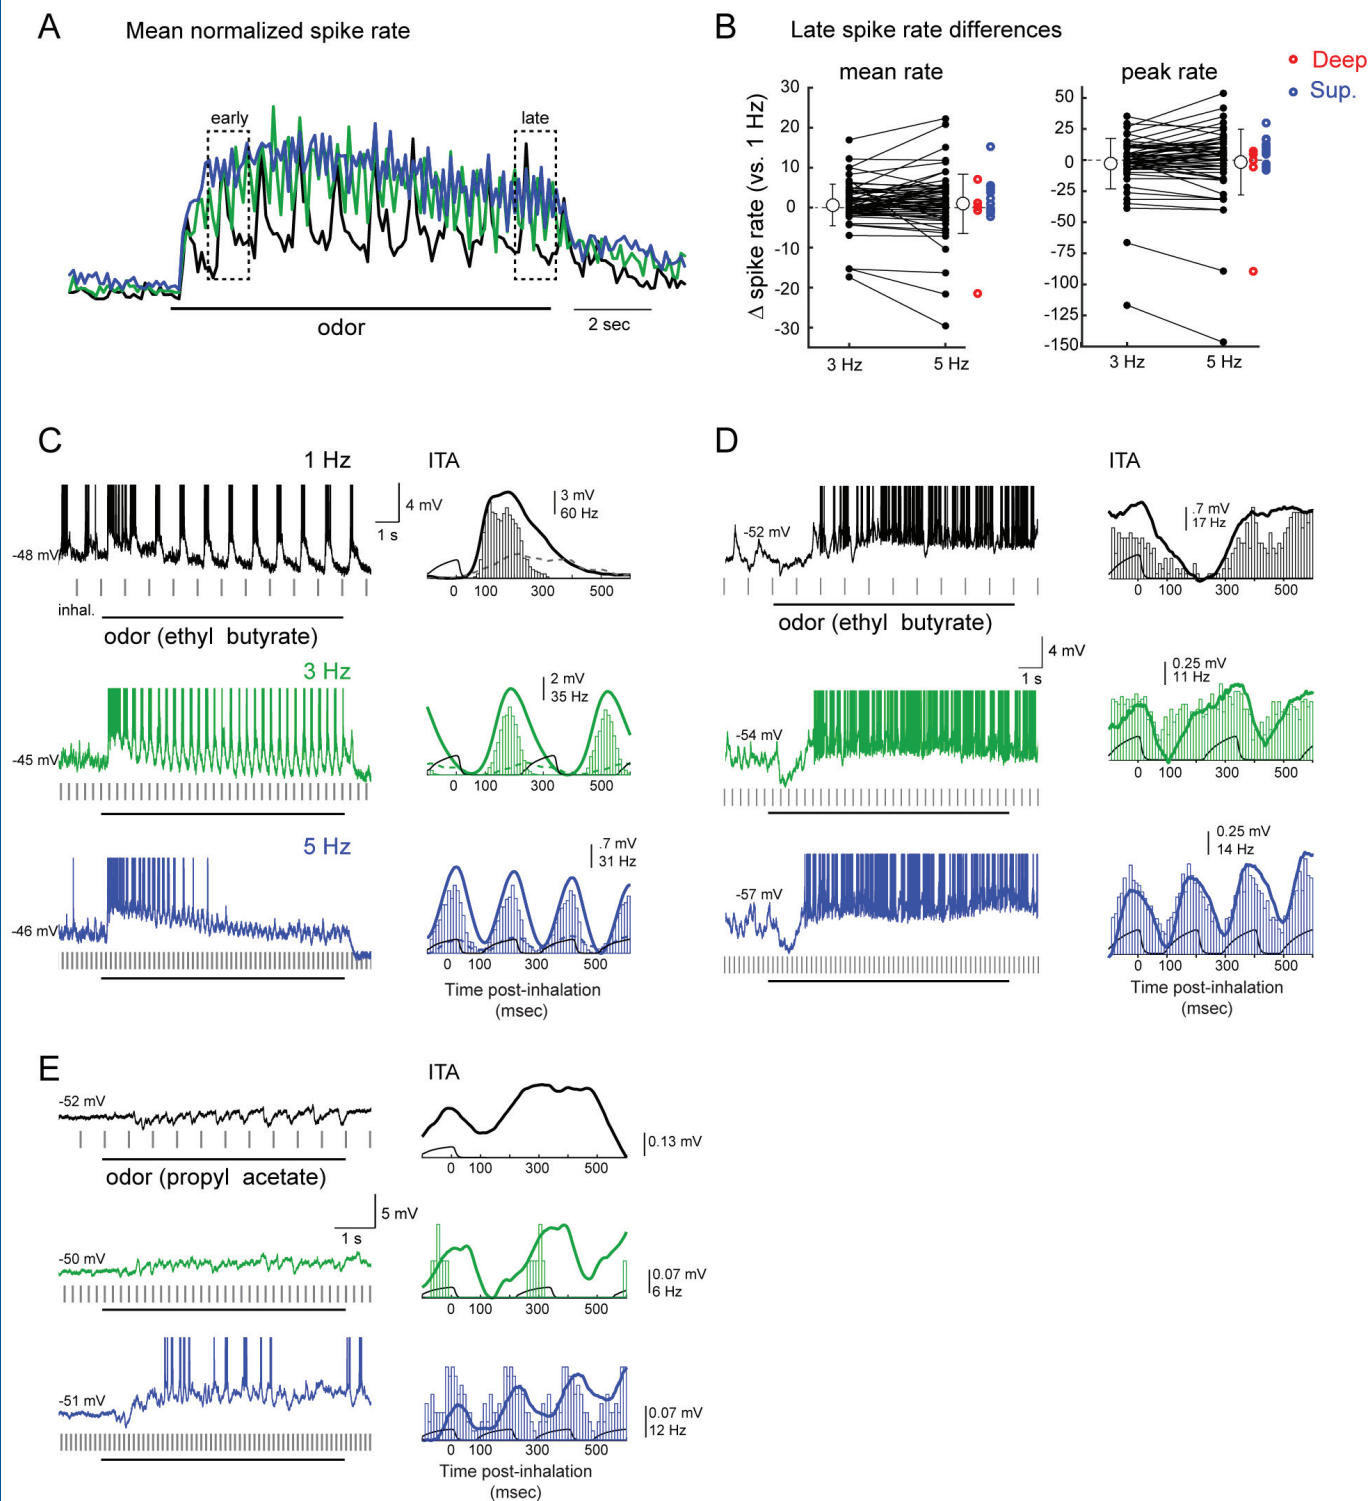 A Mean normalized spike rate
early
late
odor
2 sec
B Late spike rate differences
mean rate
peak rate
Deep
Sup.
Δ spike rate (vs. 1 Hz)
30
20
10
0
-10
-20
-30
3 Hz 5 Hz
50
25
0
-25
-50
-75
-100
-125
-150
3 Hz 5 Hz
C
1 Hz
ITA
4 mV
1 s
-48 mV
inhal.
odor (ethyl butyrate)
3 mV
60 Hz
0 100 300 500
3 Hz
-45 mV
2 mV
35 Hz
0 100 300 500
5 Hz
-46 mV
.7 mV
31 Hz
0 100 300 500
Time post-inhalation
(msec)
D
ITA
-52 mV
odor (ethyl butyrate)
.7 mV
17 Hz
0 100 300 500
4 mV
1 s
-54 mV
0.25 mV
11 Hz
0 100 300 500
-57 mV
0.25 mV
14 Hz
0 100 300 500
Time post-inhalation
(msec)
E
ITA
-52 mV
odor (propyl acetate)
0.13 mV
0 100 300 500
5 mV
1 s
-50 mV
0.07 mV
6 Hz
0 100 300 500
-51 mV
0.07 mV
12 Hz
0 100 300 500
Time post-inhalation
(msec)